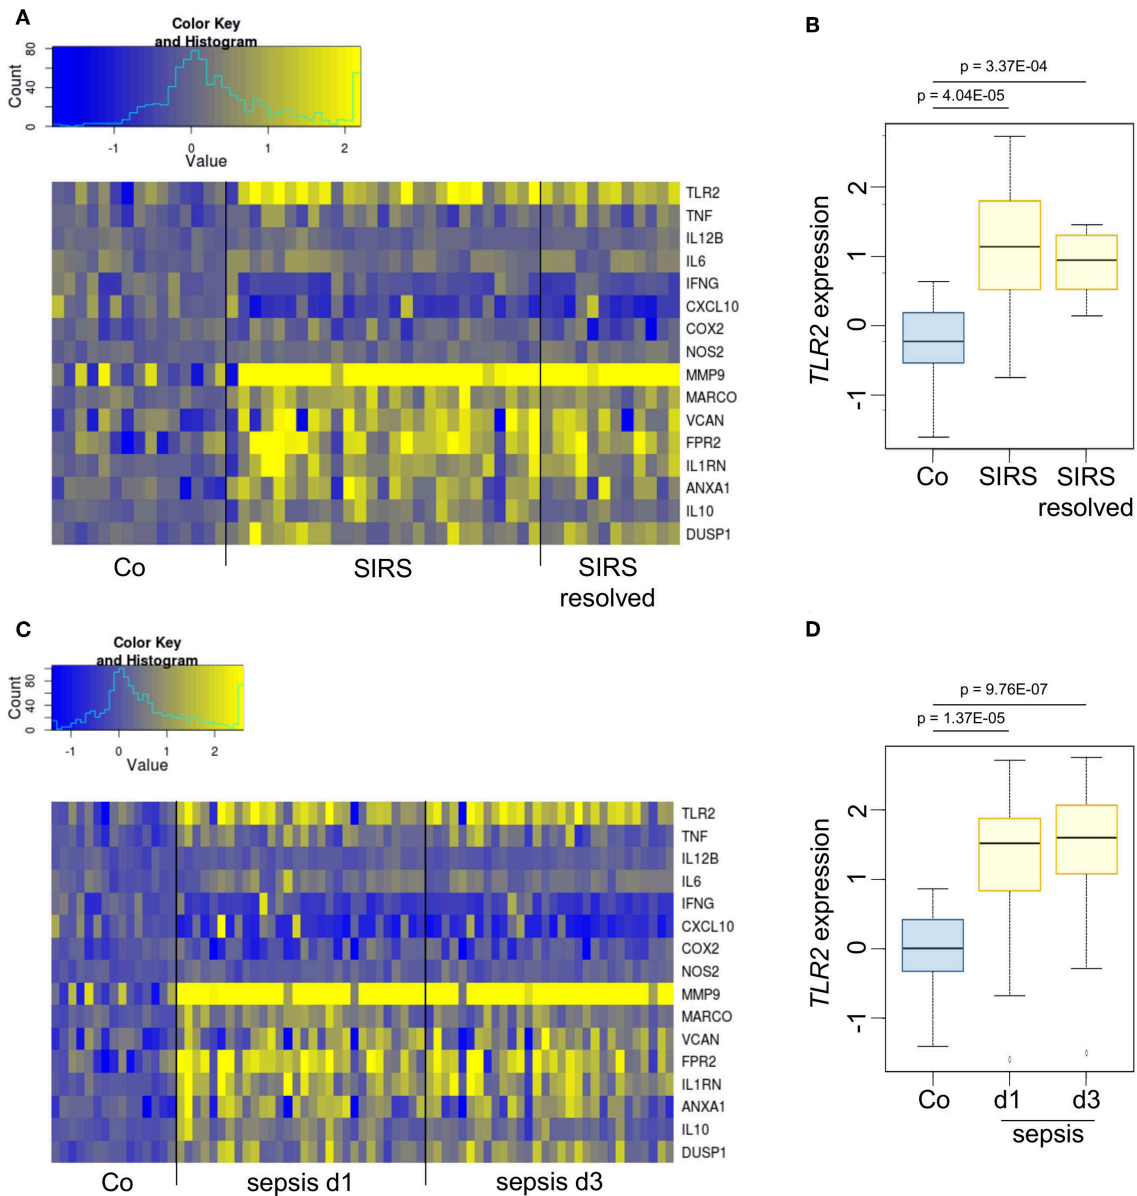 A
Color Key
and Histogram
Count
0
40
80
-1
0
1
2
Value
TLR2
TNF
IL12B
IL6
IFNG
CXCL10
COX2
NOS2
MMP9
MARCO
VCAN
FPR2
IL1RN
ANXA1
IL10
DUSP1
Co
SIRS
SIRS
resolved
B
p = 3.37E-04
p = 4.04E-05
TLR2 expression
2
1
0
-1
Co
SIRS
SIRS
resolved
C
Color Key
and Histogram
Count
0
40
80
-1
0
1
2
Value
TLR2
TNF
IL12B
IL6
IFNG
CXCL10
COX2
NOS2
MMP9
MARCO
VCAN
FPR2
IL1RN
ANXA1
IL10
DUSP1
Co
sepsis d1
sepsis d3
D
p = 9.76E-07
p = 1.37E-05
TLR2 expression
2
1
0
-1
Co
d1
d3
sepsis